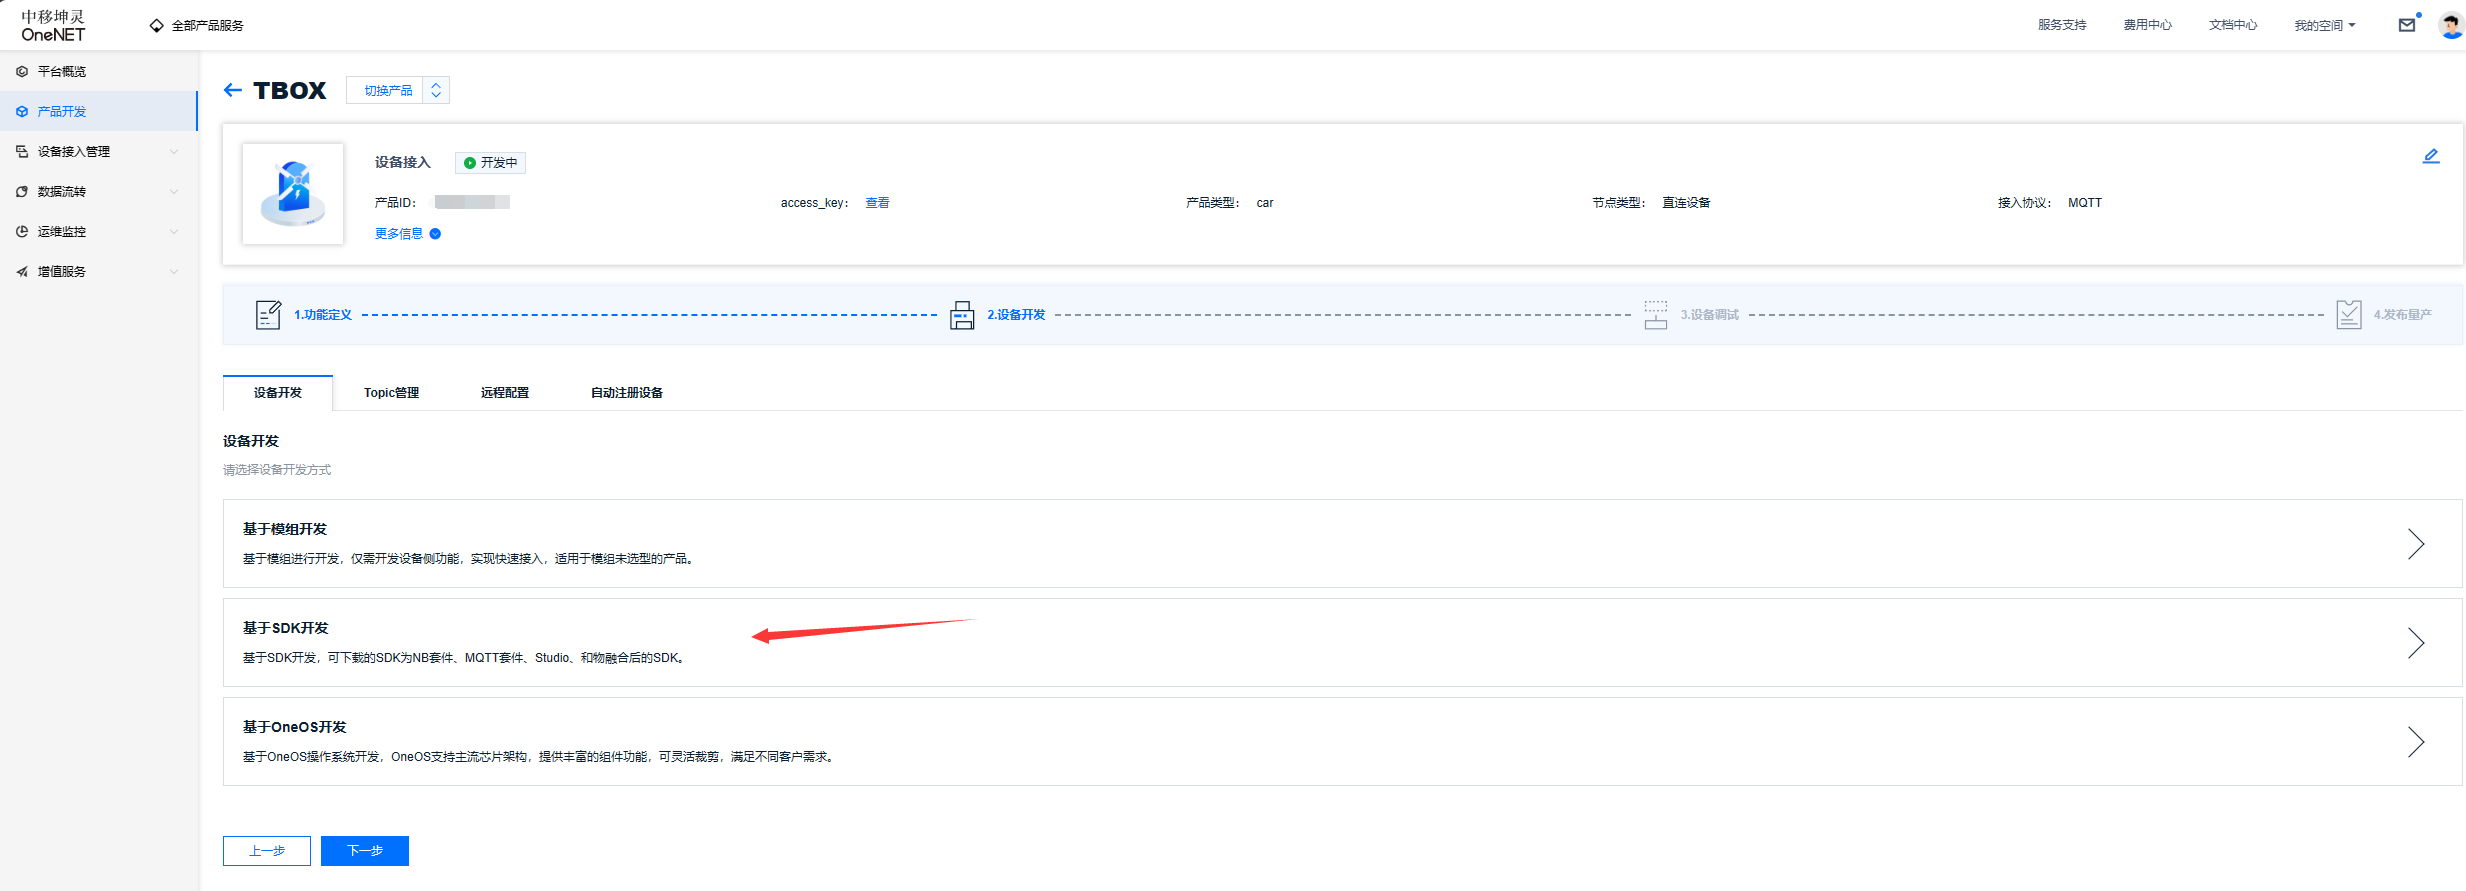 中移坤灵
OneNET
全部产品服务
服务支持
费用中心
文档中心
我的空间
平台概览
产品开发
设备接入管理
数据流转
运维监控
增值服务
TBOX
切换产品
设备接入
开发中
产品ID：
access_key：
查看
产品类型：
car
节点类型：
直连设备
接入协议：
MQTT
更多信息
1.功能定义
2.设备开发
3.设备调试
4.发布量产
设备开发
Topic管理
远程配置
自动注册设备
设备开发
请选择设备开发方式
基于模组开发
基于模组进行开发，仅需开发设备侧功能，实现快速接入，适用于模组未选型的产品。
基于SDK开发
基于SDK开发，可下载的SDK为NB套件、MQTT套件、Studio、和物融合后的SDK。
基于OneOS开发
基于OneOS操作系统开发，OneOS支持主流芯片架构，提供丰富的组件功能，可灵活裁剪，满足不同客户需求。
上一步
下一步